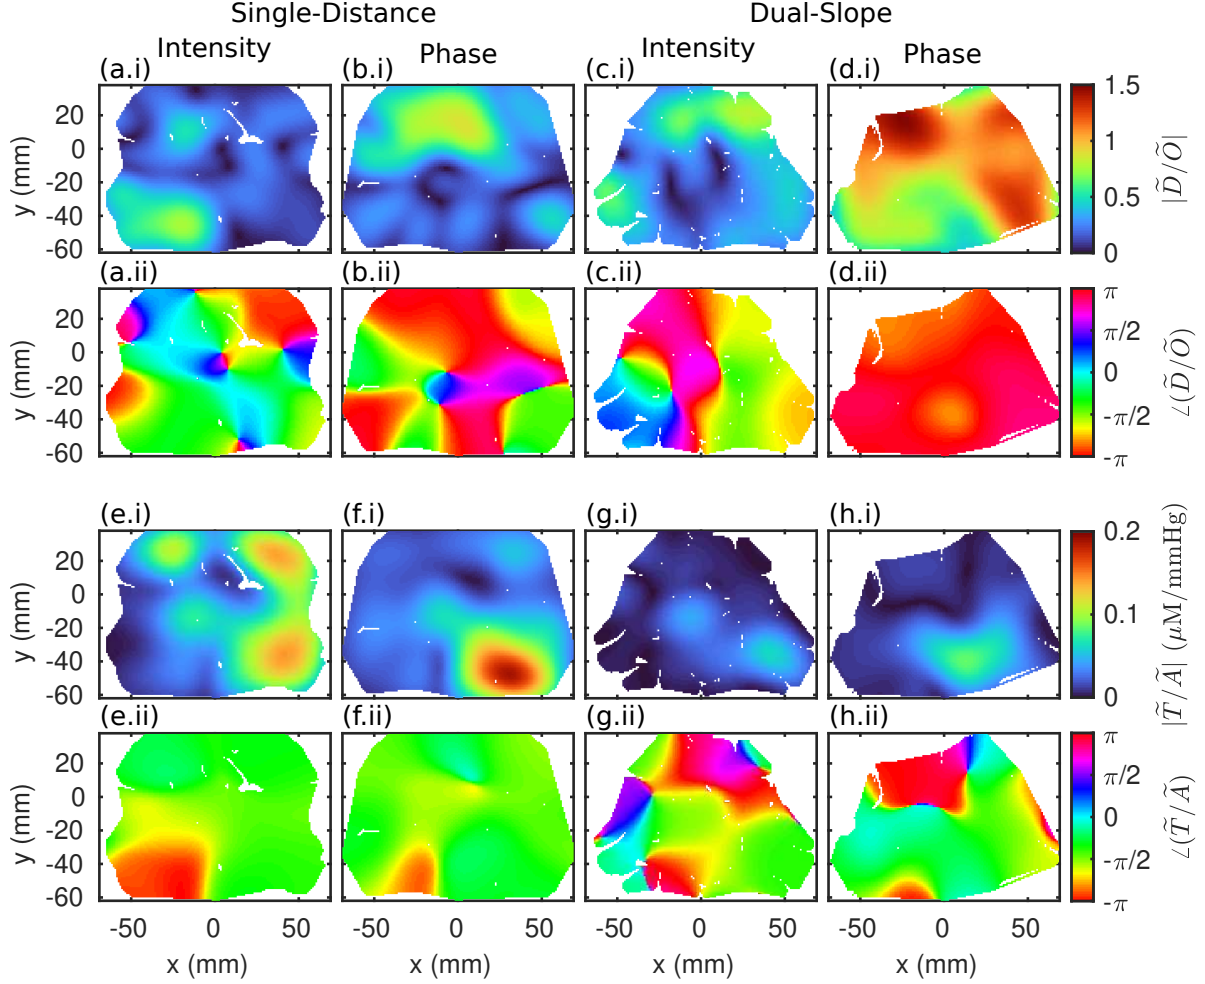 Single-Distance Dual-Slope
Intensity Phase Intensity Phase
(a.i) (b.i) (c.i) (d.i)
20
0
-20
-40
-60
y (mm)
1.5
1
0.5
0
|D̃/Õ|
(a.ii) (b.ii) (c.ii) (d.ii)
20
0
-20
-40
-60
y (mm)
π
π/2
0
-π/2
-π
∠(D̃/Õ)
(e.i) (f.i) (g.i) (h.i)
20
0
-20
-40
-60
y (mm)
0.2
0.1
0
|T̃/Ã| (μM/mmHg)
(e.ii) (f.ii) (g.ii) (h.ii)
20
0
-20
-40
-60
y (mm)
π
π/2
0
-π/2
-π
∠(T̃/Ã)
-50 0 50 -50 0 50 -50 0 50 -50 0 50
x (mm) x (mm) x (mm) x (mm)